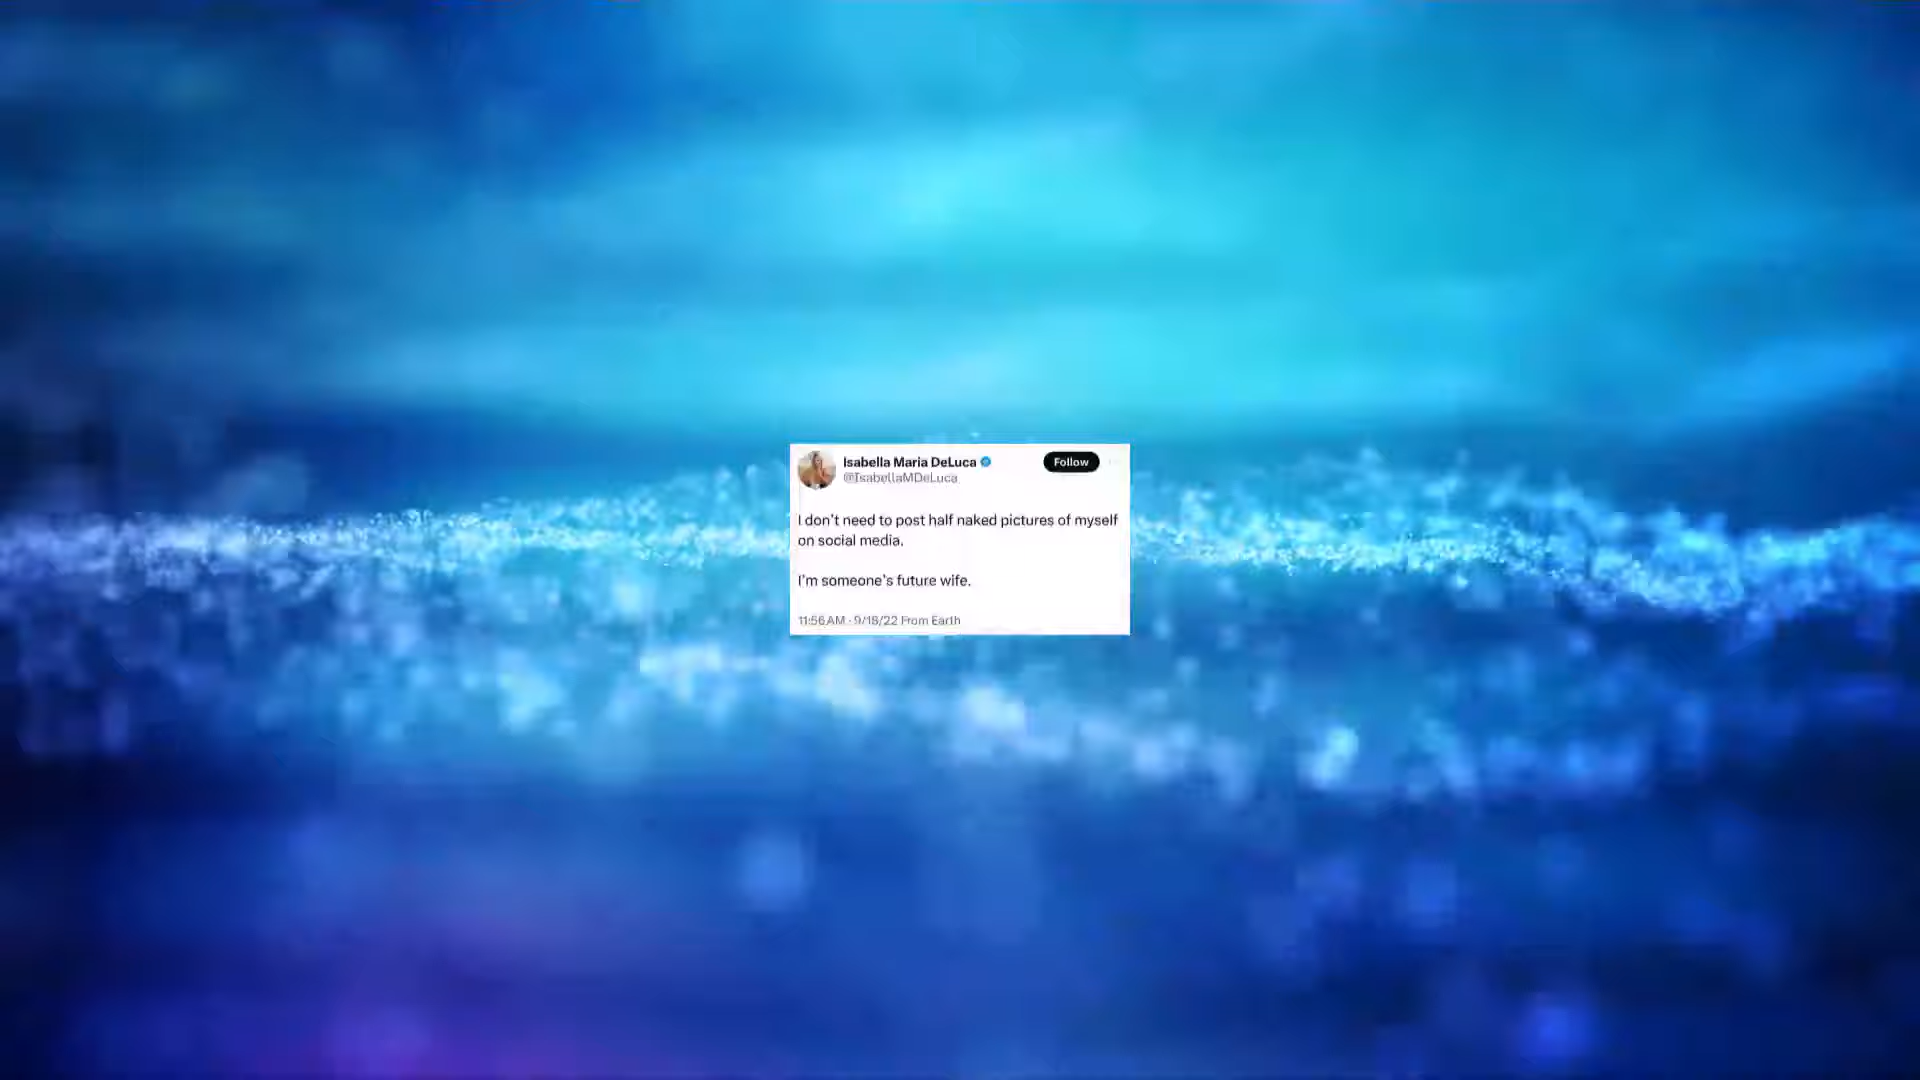 Isabella Maria DeLuca
Follow
@IsabellaMDeLuca
I don't need to post half naked pictures of myself
on social media.
I'm someone's future wife.
11:56 AM · 9/18/22 From Earth